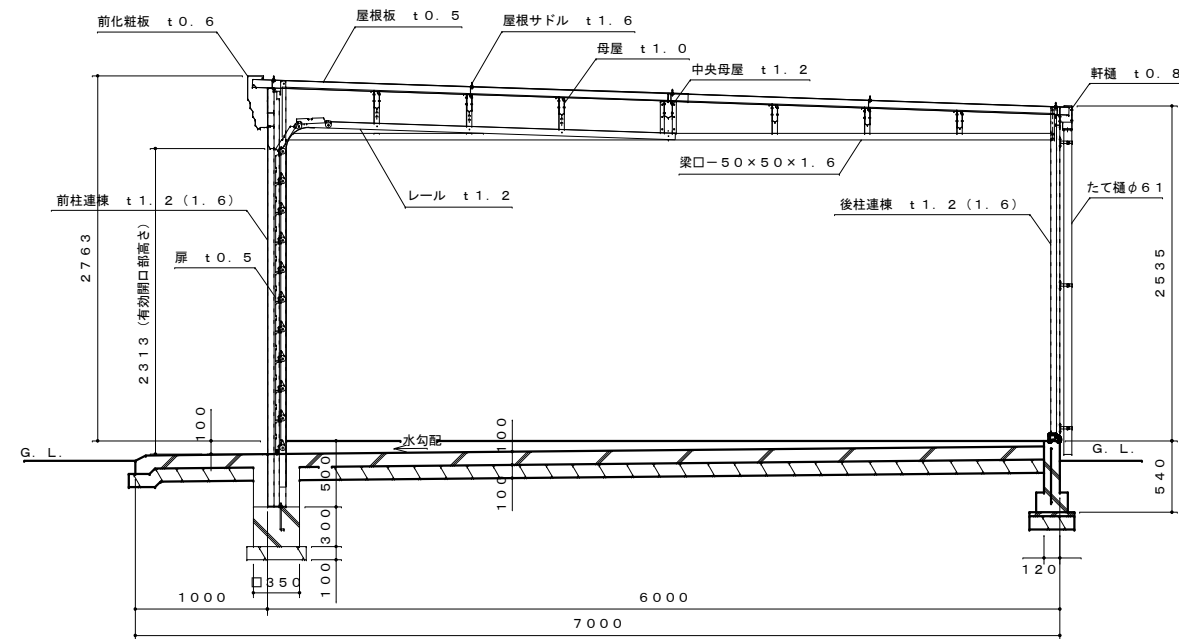 前化粧板 t0.6
屋根板 t0.5
屋根サドル t1.6
母屋 t1.0
中央母屋 t1.2
軒樋 t0.8
梁口－50×50×1.6
レール t1.2
前柱連棟 t1.2(1.6)
後柱連棟 t1.2(1.6)
たて樋φ61
扉 t0.5
2763
2313(有効開口部高さ)
2535
100
水勾配
100
G.L.
G.L.
500
100
540
300
100
□350
120
1000
6000
7000